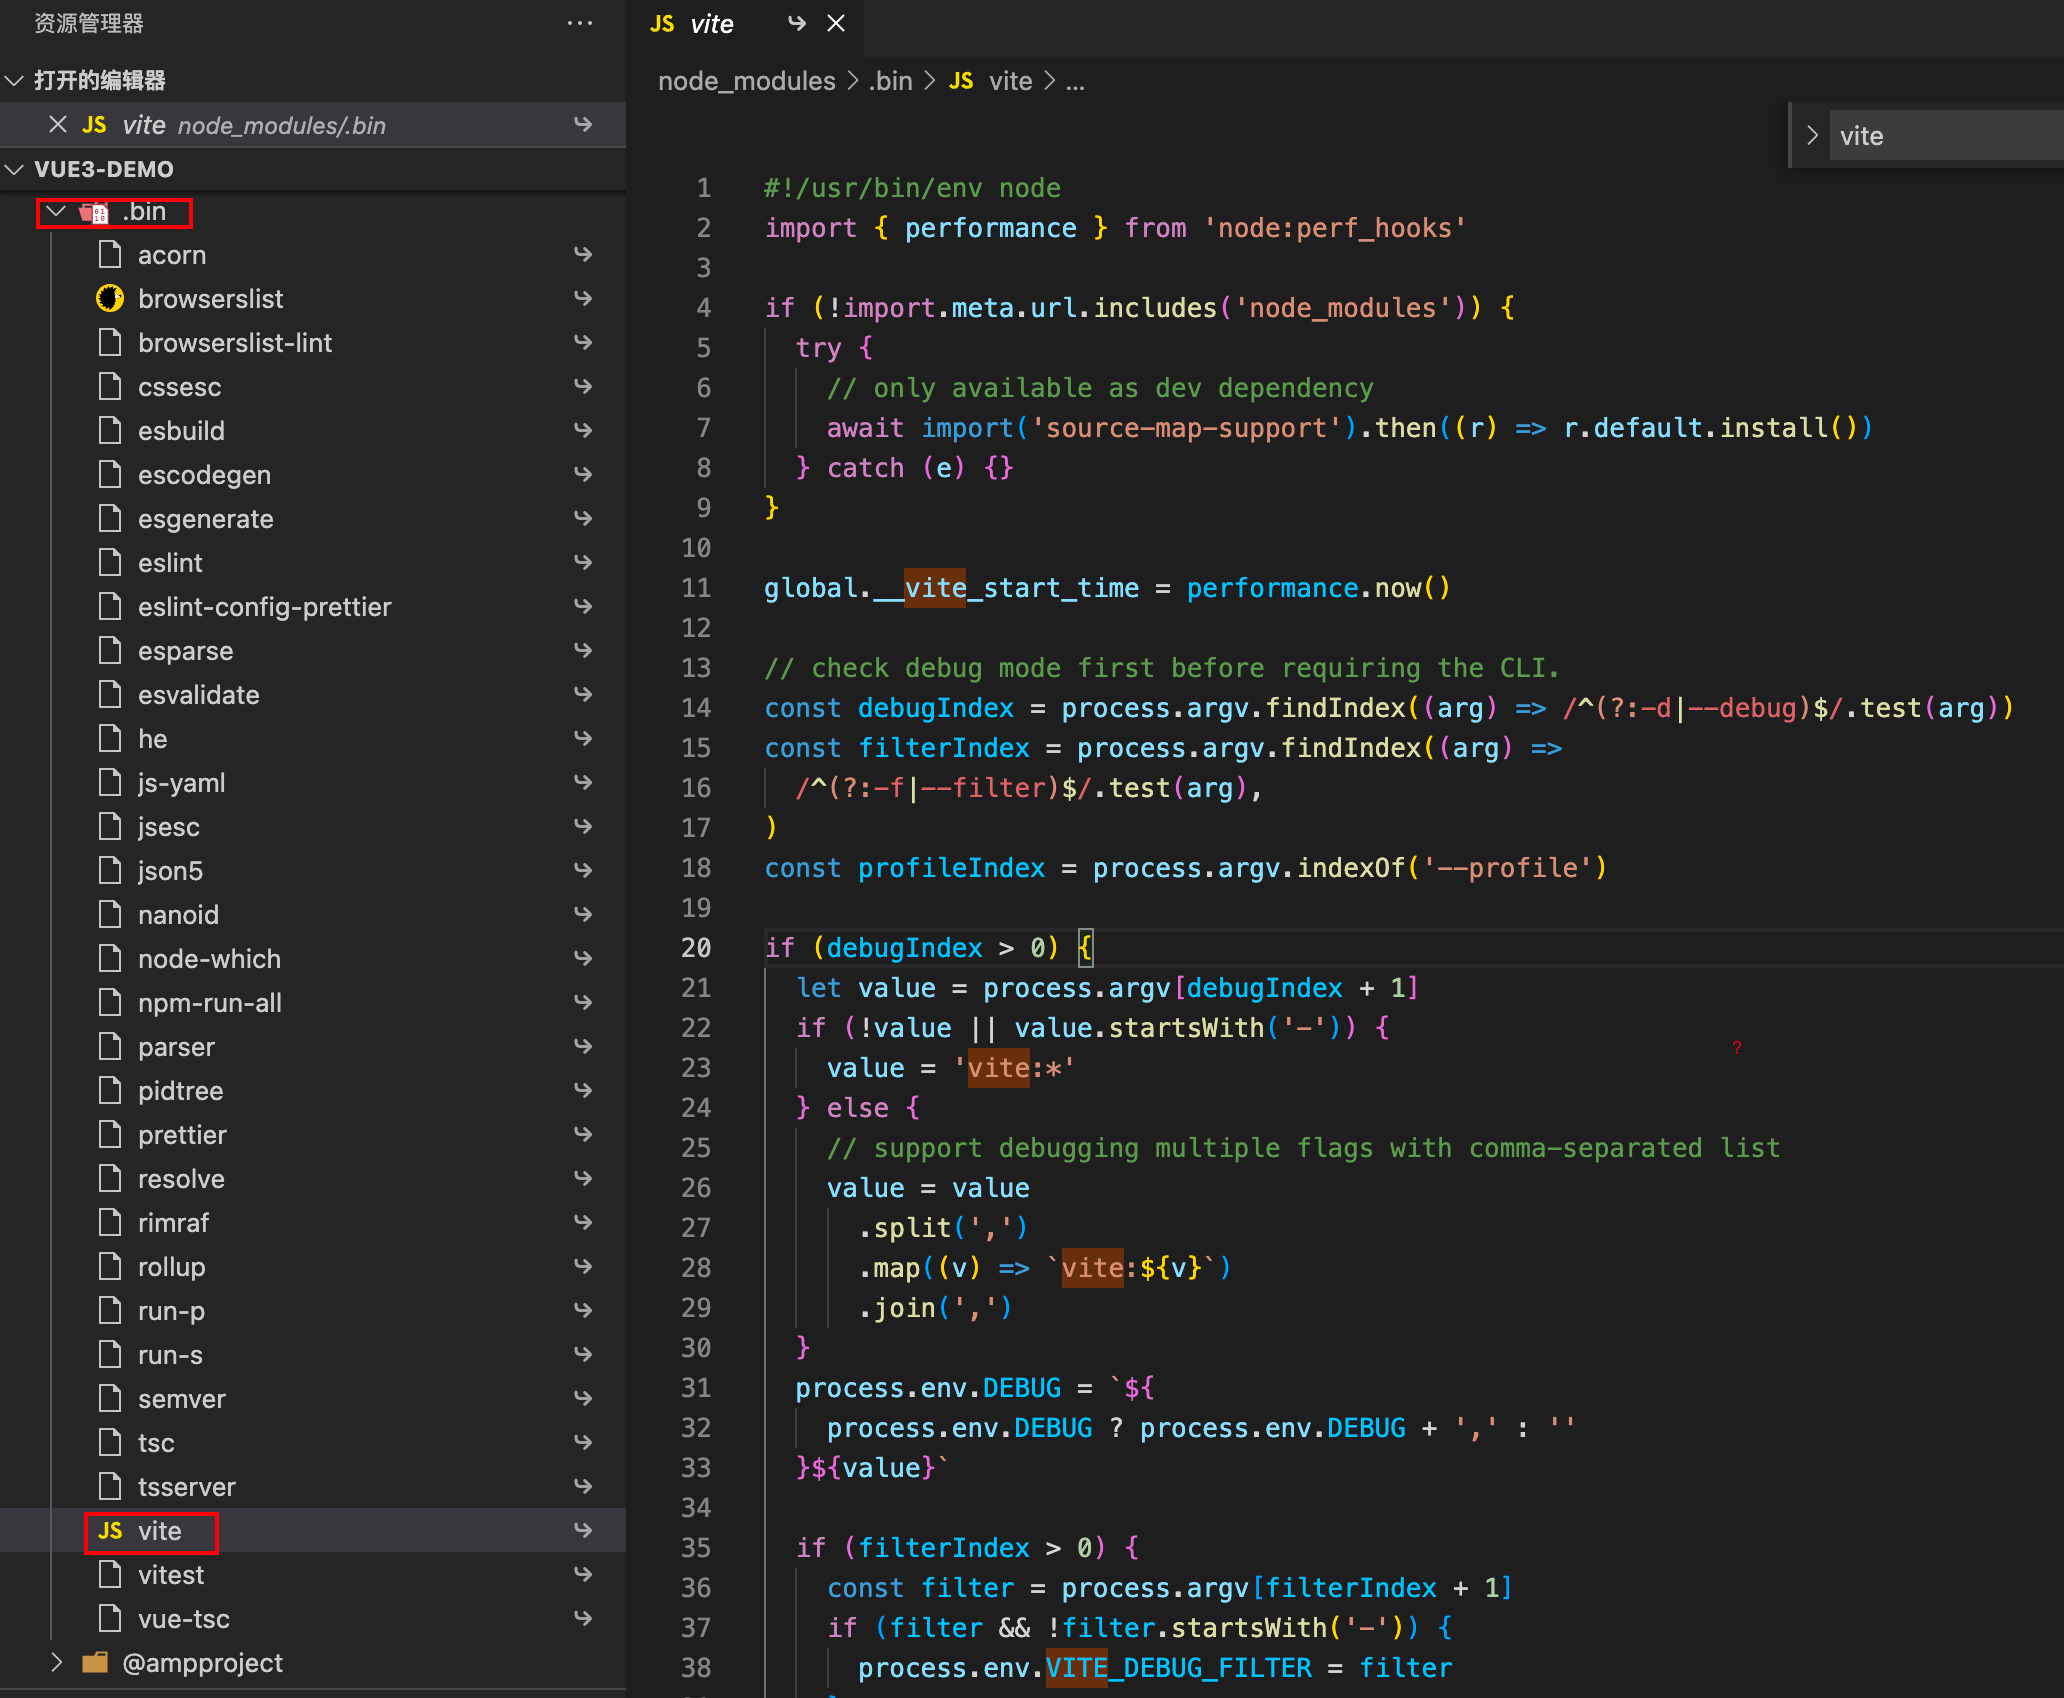 资源管理器
打开的编辑器
JS vite node_modules/.bin
VUE3-DEMO
.bin
acorn
browserslist
browserslist-lint
cssesc
esbuild
escodegen
esgenerate
eslint
eslint-config-prettier
esparse
esvalidate
he
js-yaml
jsesc
json5
nanoid
node-which
npm-run-all
parser
pidtree
prettier
resolve
rimraf
rollup
run-p
run-s
semver
tsc
tsserver
JS vite
vitest
vue-tsc
@ampproject
JS vite
node_modules > .bin > JS vite > ...
vite
1 #!/usr/bin/env node
2 import { performance } from 'node:perf_hooks'
3
4 if (!import.meta.url.includes('node_modules')) {
5 try {
6 // only available as dev dependency
7 await import('source-map-support').then((r) => r.default.install())
8 } catch (e) {}
9 }
10
11 global.__vite_start_time = performance.now()
12
13 // check debug mode first before requiring the CLI.
14 const debugIndex = process.argv.findIndex((arg) => /^(?:-d|--debug)$/.test(arg))
15 const filterIndex = process.argv.findIndex((arg) =>
16 /^(?:-f|--filter)$/.test(arg),
17 )
18 const profileIndex = process.argv.indexOf('--profile')
19
20 if (debugIndex > 0) {
21 let value = process.argv[debugIndex + 1]
22 if (!value || value.startsWith('-')) {
?
23 value = 'vite:*'
24 } else {
25 // support debugging multiple flags with comma-separated list
26 value = value
27 .split(',')
28 .map((v) => `vite:${v}`)
29 .join(',')
30 }
31 process.env.DEBUG = `${
32 process.env.DEBUG ? process.env.DEBUG + ',' : ''
33 }${value}`
34
35 if (filterIndex > 0) {
36 const filter = process.argv[filterIndex + 1]
37 if (filter && !filter.startsWith('-')) {
38 process.env.VITE_DEBUG_FILTER = filter